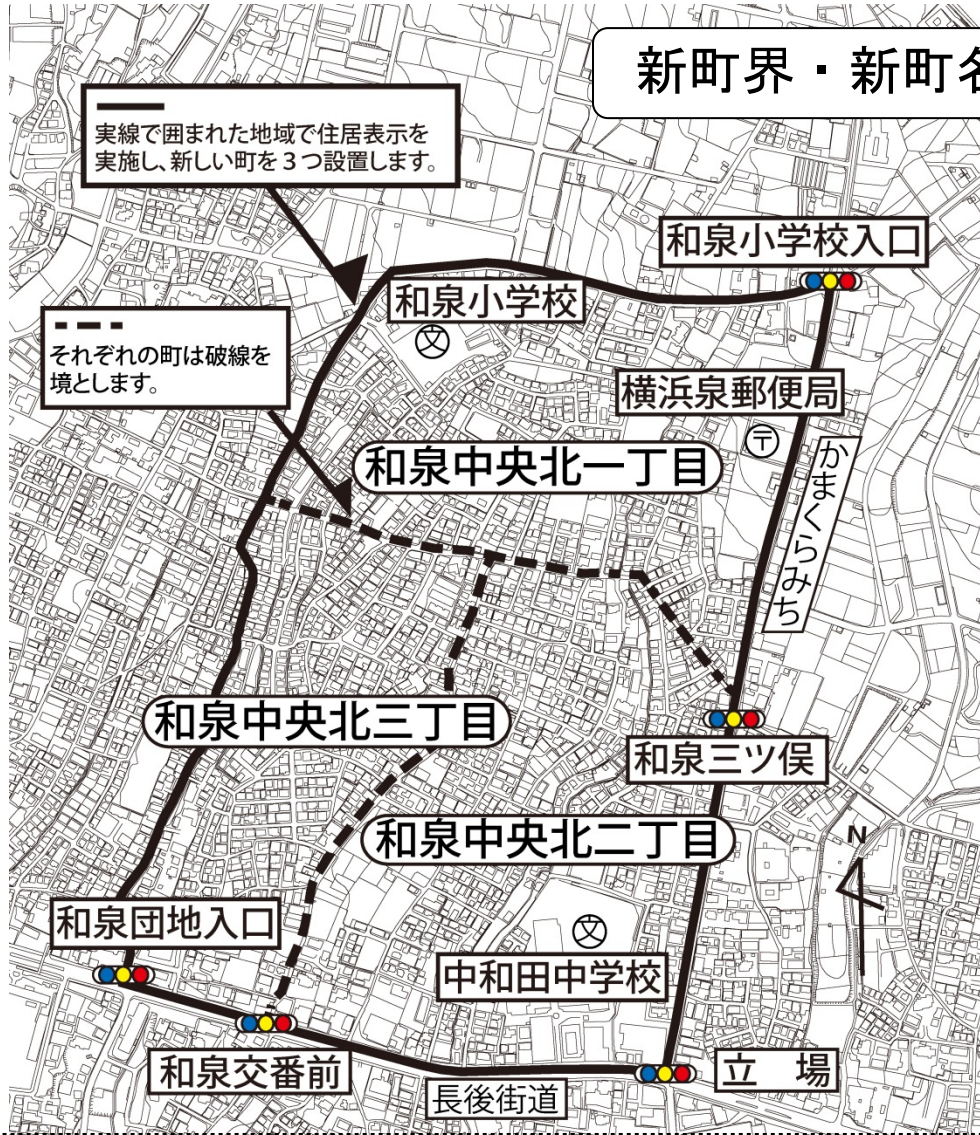 新町界・新町名
実線で囲まれた地域で住居表示を
実施し、新しい町を３つ設置します。
和泉小学校入口
和泉小学校
文
それぞれの町は破線を
境とします。
横浜泉郵便局
〒
かまくらみち
和泉中央北一丁目
和泉中央北三丁目
和泉三ツ俣
和泉中央北二丁目
N
和泉団地入口
文
中和田中学校
和泉交番前
長後街道
立　場